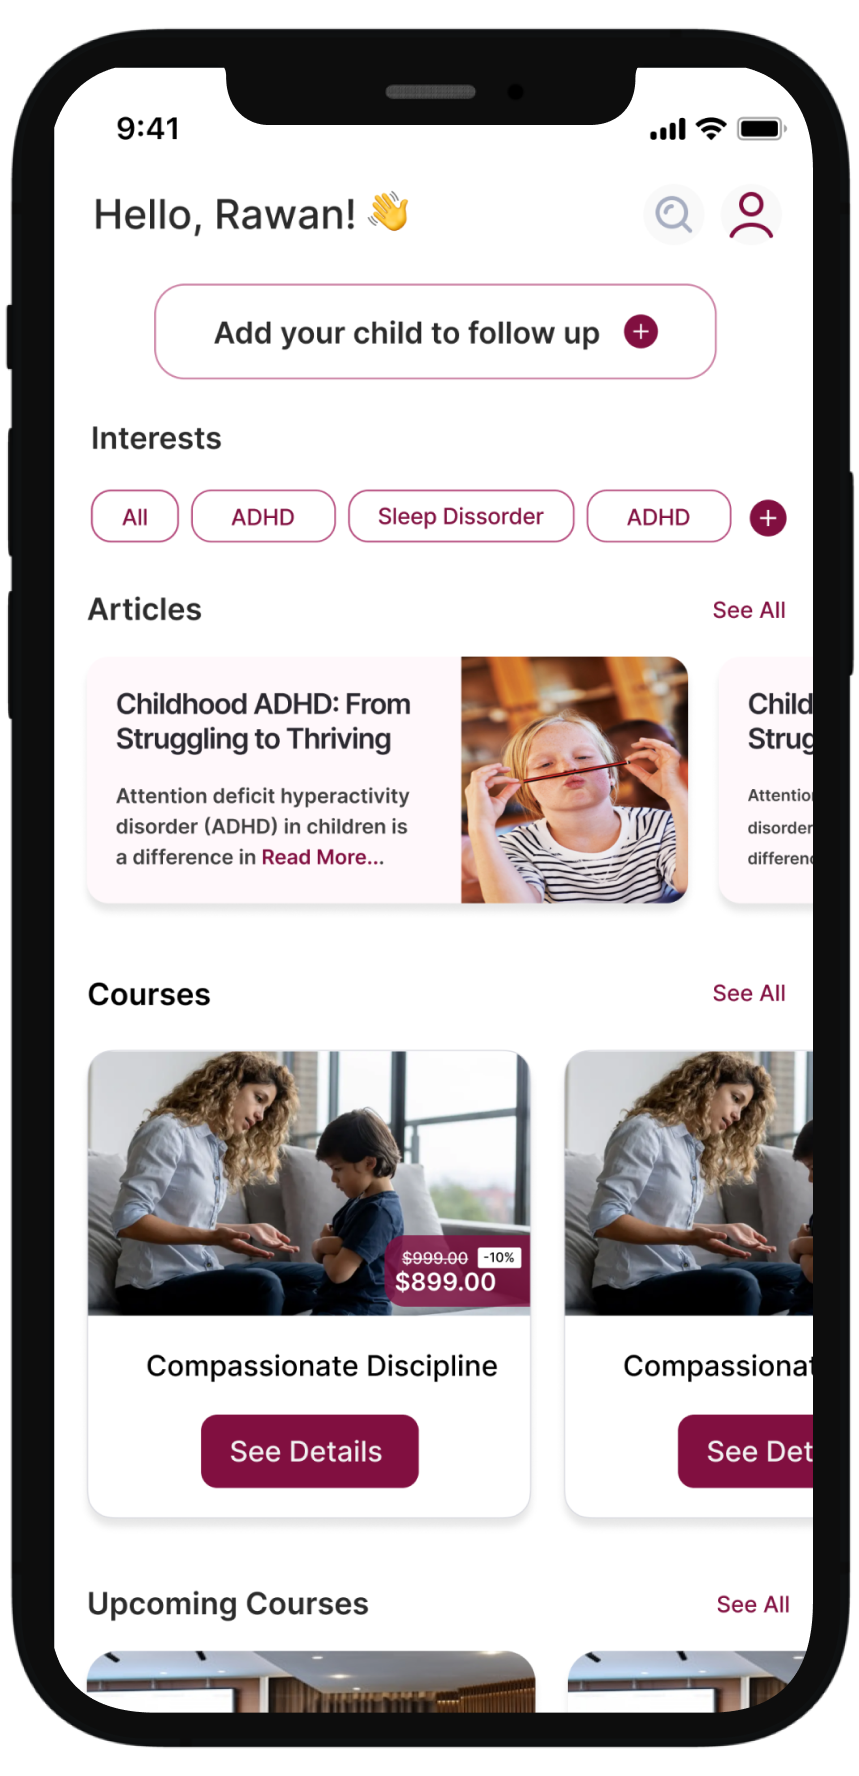 9:41
Hello, Rawan! 👋
Add your child to follow up
Interests
All
ADHD
Sleep Dissorder
ADHD
Articles
See All
Childhood ADHD: From
Struggling to Thriving
Attention deficit hyperactivity
disorder (ADHD) in children is
a difference in Read More...
Child
Strug
Attention
disorder
differenc
Courses
See All
$999.00 -10%
$899.00
Compassionate Discipline
See Details
Compassionat
See Det
Upcoming Courses
See All